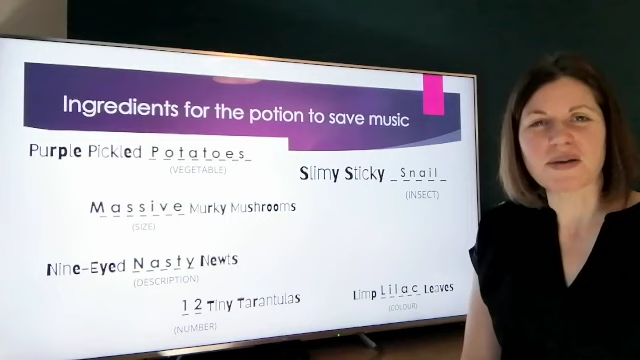 Ingredients for the potion to save music
Purple Pickled Potatoes
(VEGETABLE)
Slimy Sticky _ Snail _
(INSECT)
Massive Murky Mushrooms
(SIZE)
Nine-Eyed Nasty Newts
(DESCRIPTION)
12 Tiny Tarantulas
(NUMBER)
Limp Lilac Leaves
(COLOUR)